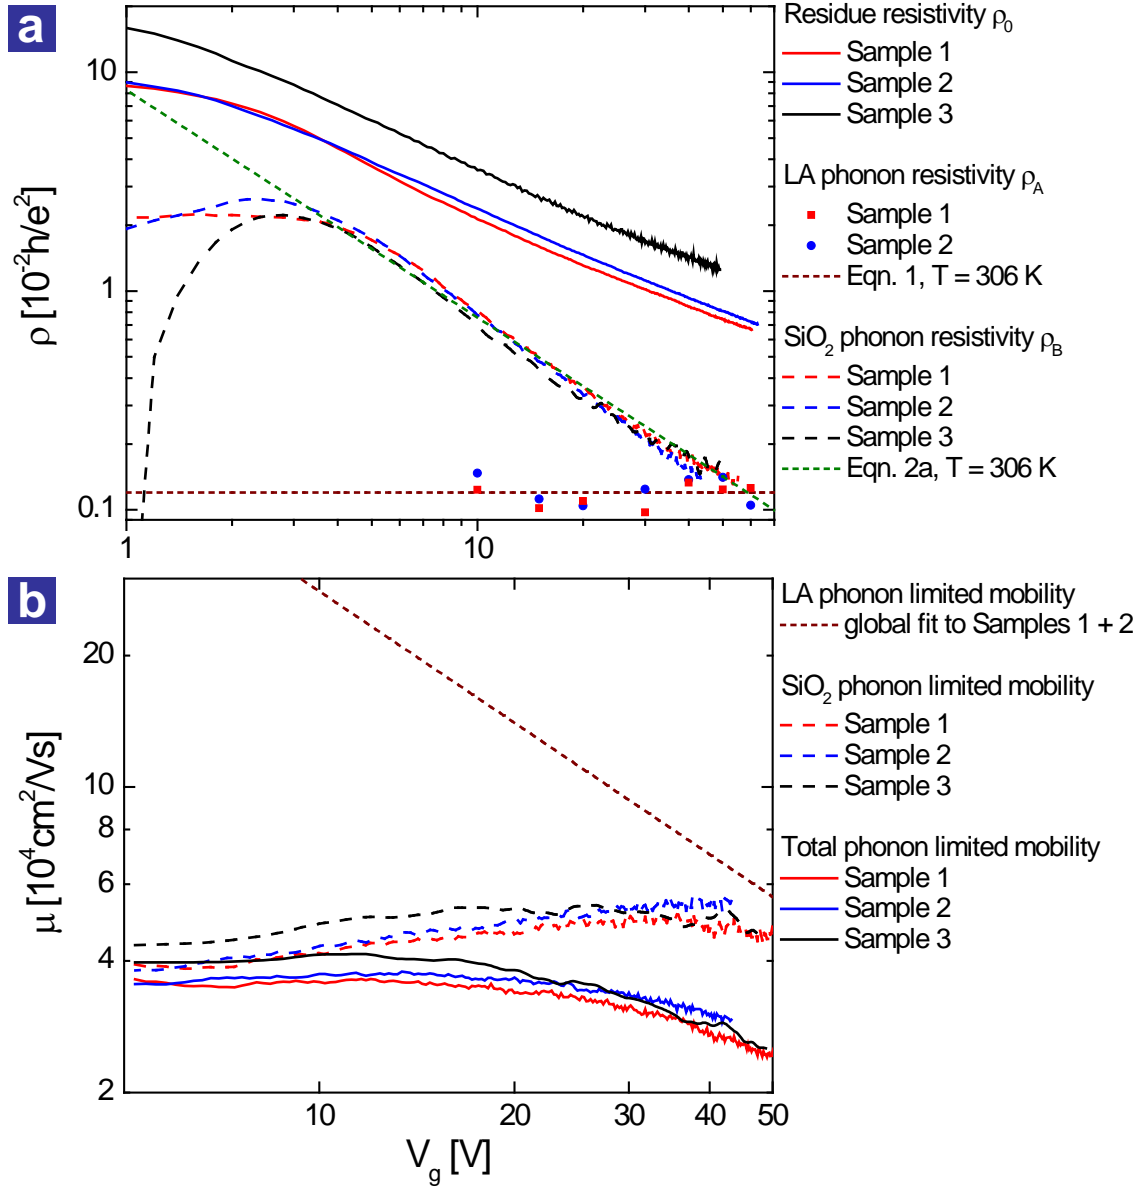 a
Residue resistivity ρ₀
Sample 1
Sample 2
Sample 3
LA phonon resistivity ρ_A
Sample 1
Sample 2
Eqn. 1, T = 306 K
SiO₂ phonon resistivity ρ_B
Sample 1
Sample 2
Sample 3
Eqn. 2a, T = 306 K
ρ [10⁻²h/e²]
10
1
0.1
1
10
b
LA phonon limited mobility
global fit to Samples 1 + 2
SiO₂ phonon limited mobility
Sample 1
Sample 2
Sample 3
Total phonon limited mobility
Sample 1
Sample 2
Sample 3
μ [10⁴cm²/Vs]
20
10
8
6
4
2
10
20
30
40
50
V_g [V]